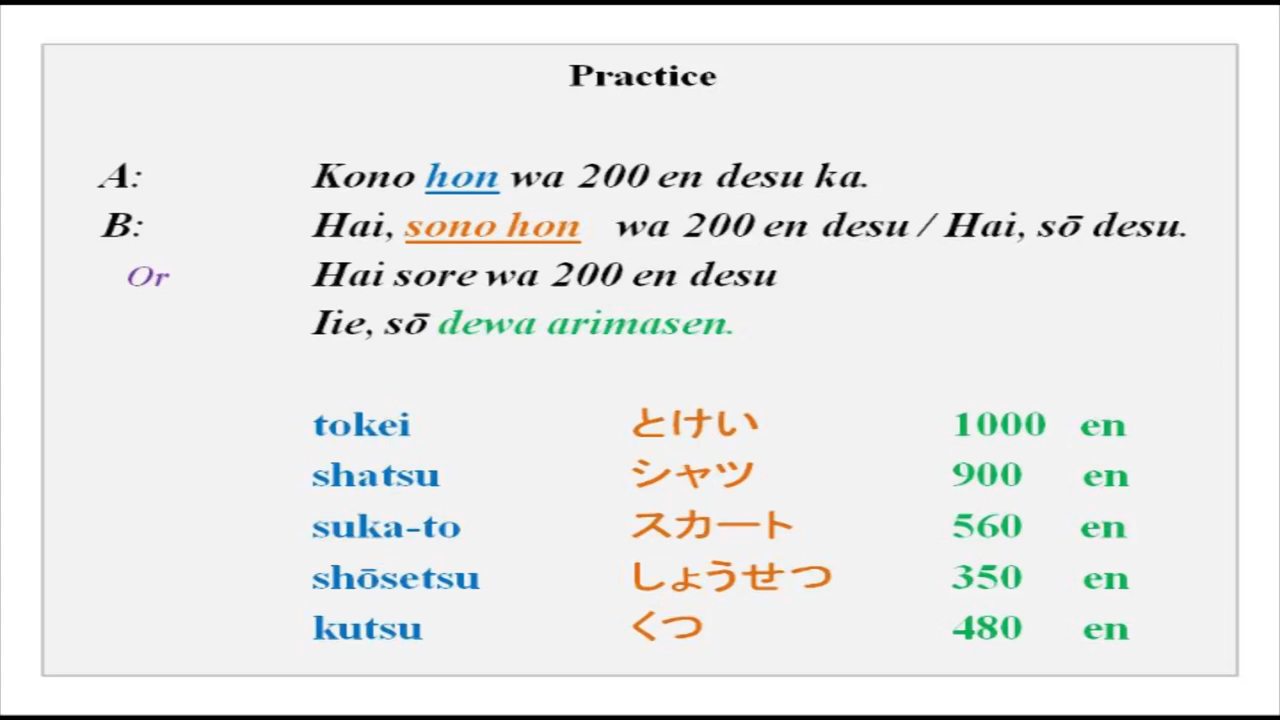 Practice
A: Kono hon wa 200 en desu ka.
B: Hai, sono hon wa 200 en desu / Hai, sō desu.
Or Hai sore wa 200 en desu
Iie, sō dewa arimasen.
tokei とけい 1000 en
shatsu シャツ 900 en
suka-to スカート 560 en
shōsetsu しょうせつ 350 en
kutsu くつ 480 en